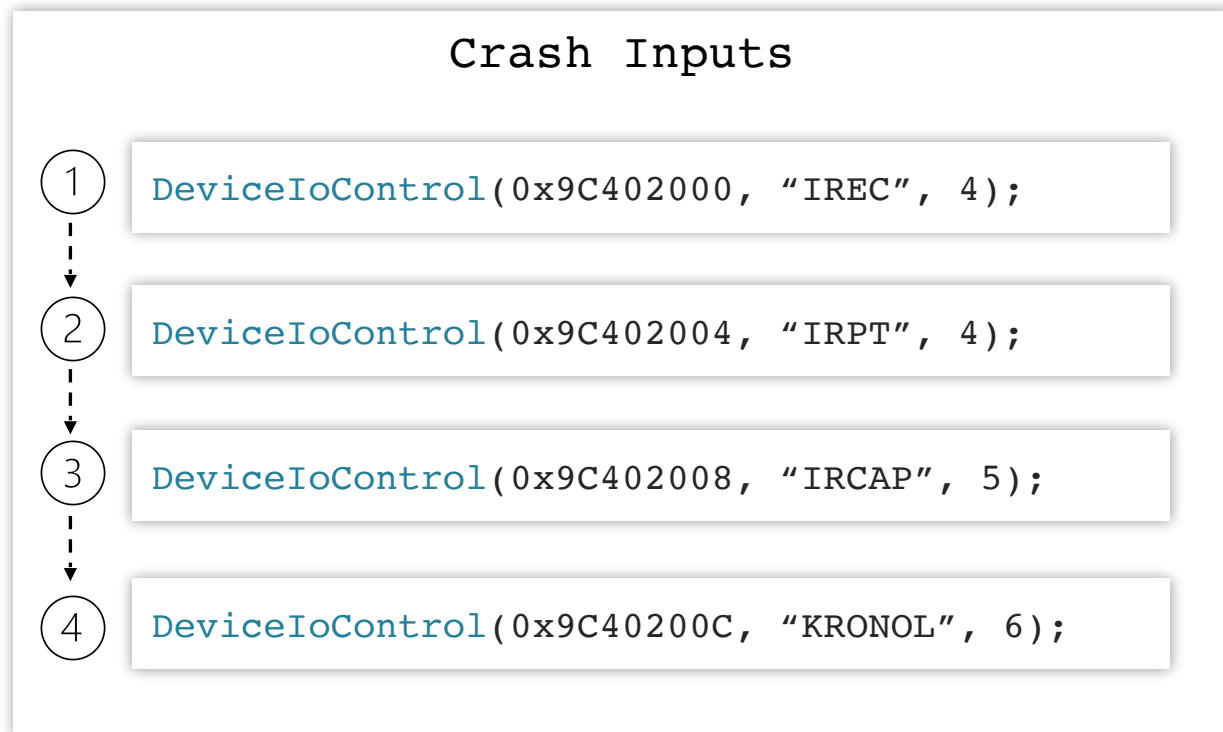 Crash Inputs
1
DeviceIoControl(0x9C402000, “IREC”, 4);
2
DeviceIoControl(0x9C402004, “IRPT”, 4);
3
DeviceIoControl(0x9C402008, “IRCAP”, 5);
4
DeviceIoControl(0x9C40200C, “KRONOL”, 6);